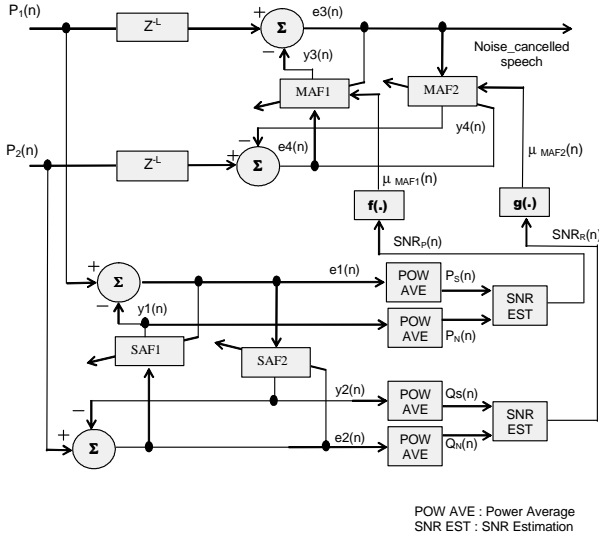 P1(n)
Z-L
+
Σ
e3(n)
−
y3(n)
Noise_cancelled
speech
MAF1
MAF2
P2(n)
Z-L
+
−
Σ
e4(n)
y4(n)
μ MAF1(n)
μ MAF2(n)
f(.)
g(.)
SNRP(n)
SNRR(n)
+
Σ
−
e1(n)
POW
AVE
PS(n)
SNR
EST
y1(n)
POW
AVE
PN(n)
SAF1
SAF2
−
y2(n)
POW
AVE
QS(n)
SNR
EST
+
Σ
e2(n)
POW
AVE
QN(n)
POW AVE : Power Average
SNR EST : SNR Estimation